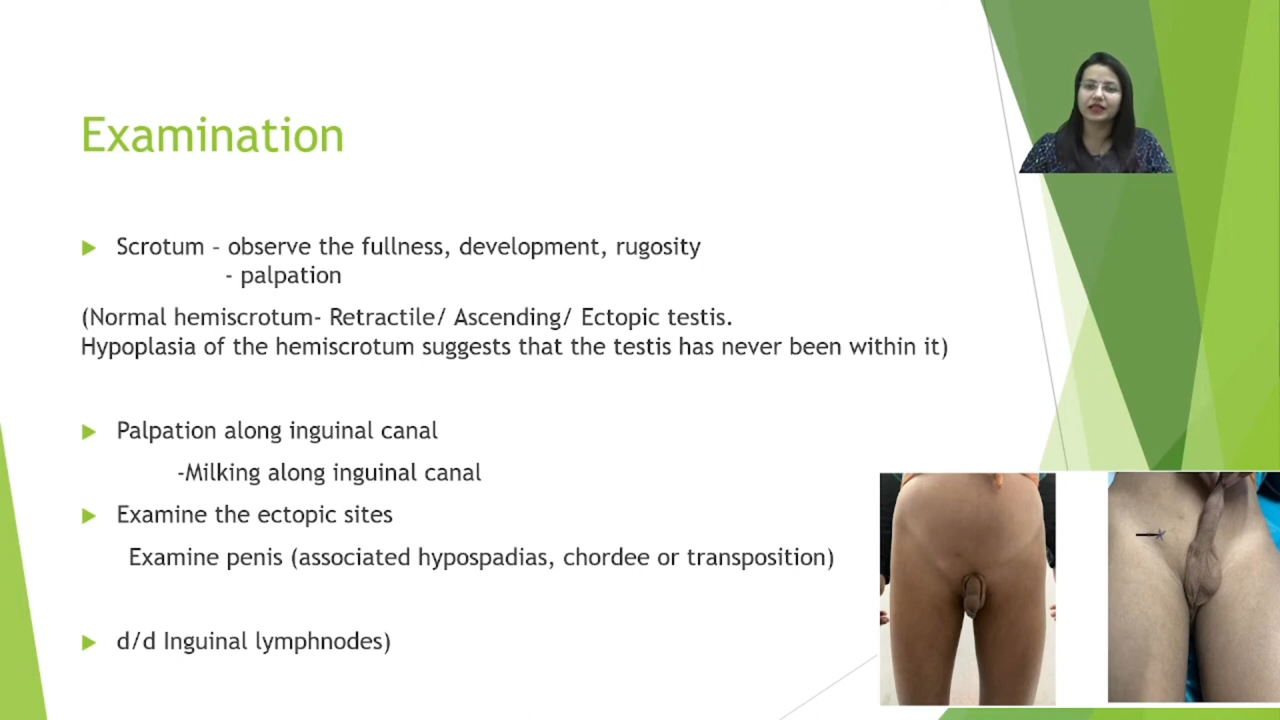 Examination
Scrotum – observe the fullness, development, rugosity
- palpation
(Normal hemiscrotum- Retractile/ Ascending/ Ectopic testis.
Hypoplasia of the hemiscrotum suggests that the testis has never been within it)
Palpation along inguinal canal
-Milking along inguinal canal
Examine the ectopic sites
Examine penis (associated hypospadias, chordee or transposition)
d/d Inguinal lymphnodes)